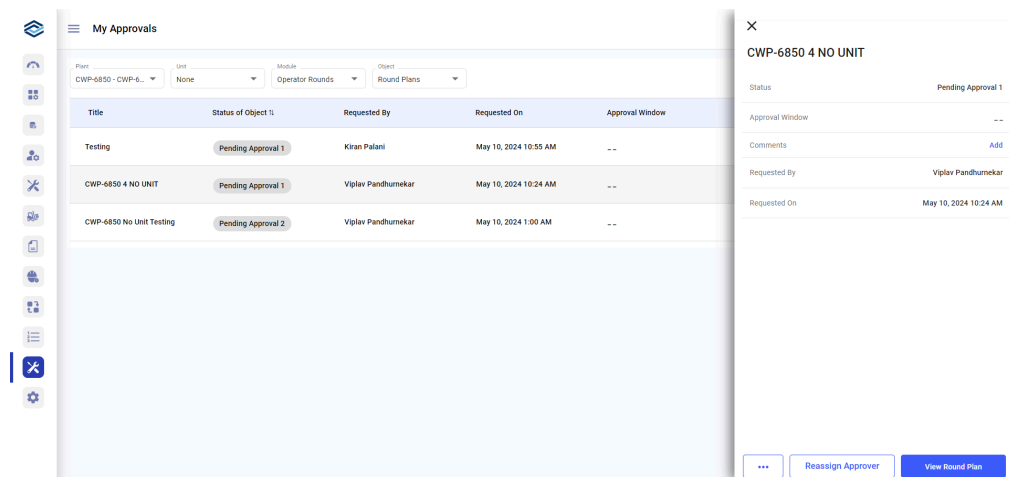 My Approvals
Plant Unit Module Object
CWP-6850 - CWP-6... None Operator Rounds Round Plans
Title Status of Object Requested By Requested On Approval Window
Testing Pending Approval 1 Kiran Palani May 10, 2024 10:55 AM --
CWP-6850 4 NO UNIT Pending Approval 1 Viplav Pandhurnekar May 10, 2024 10:24 AM --
CWP-6850 No Unit Testing Pending Approval 2 Viplav Pandhurnekar May 10, 2024 1:00 AM --
CWP-6850 4 NO UNIT
Status Pending Approval 1
Approval Window --
Comments Add
Requested By Viplav Pandhurnekar
Requested On May 10, 2024 10:24 AM
Reassign Approver View Round Plan